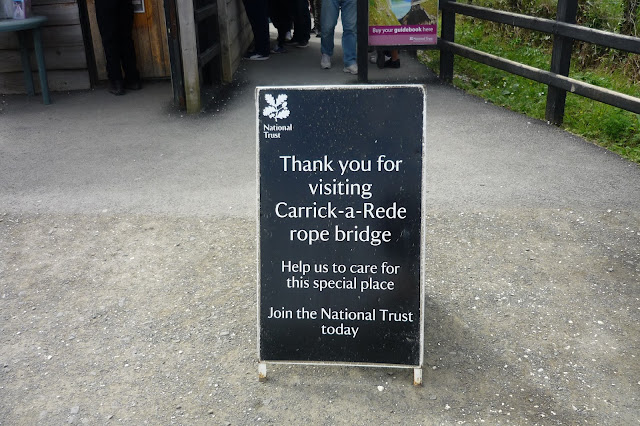 Buy your guidebook here
National
Trust
Thank you for
visiting
Carrick-a-Rede
rope bridge
Help us to care for
this special place
Join the National Trust
today